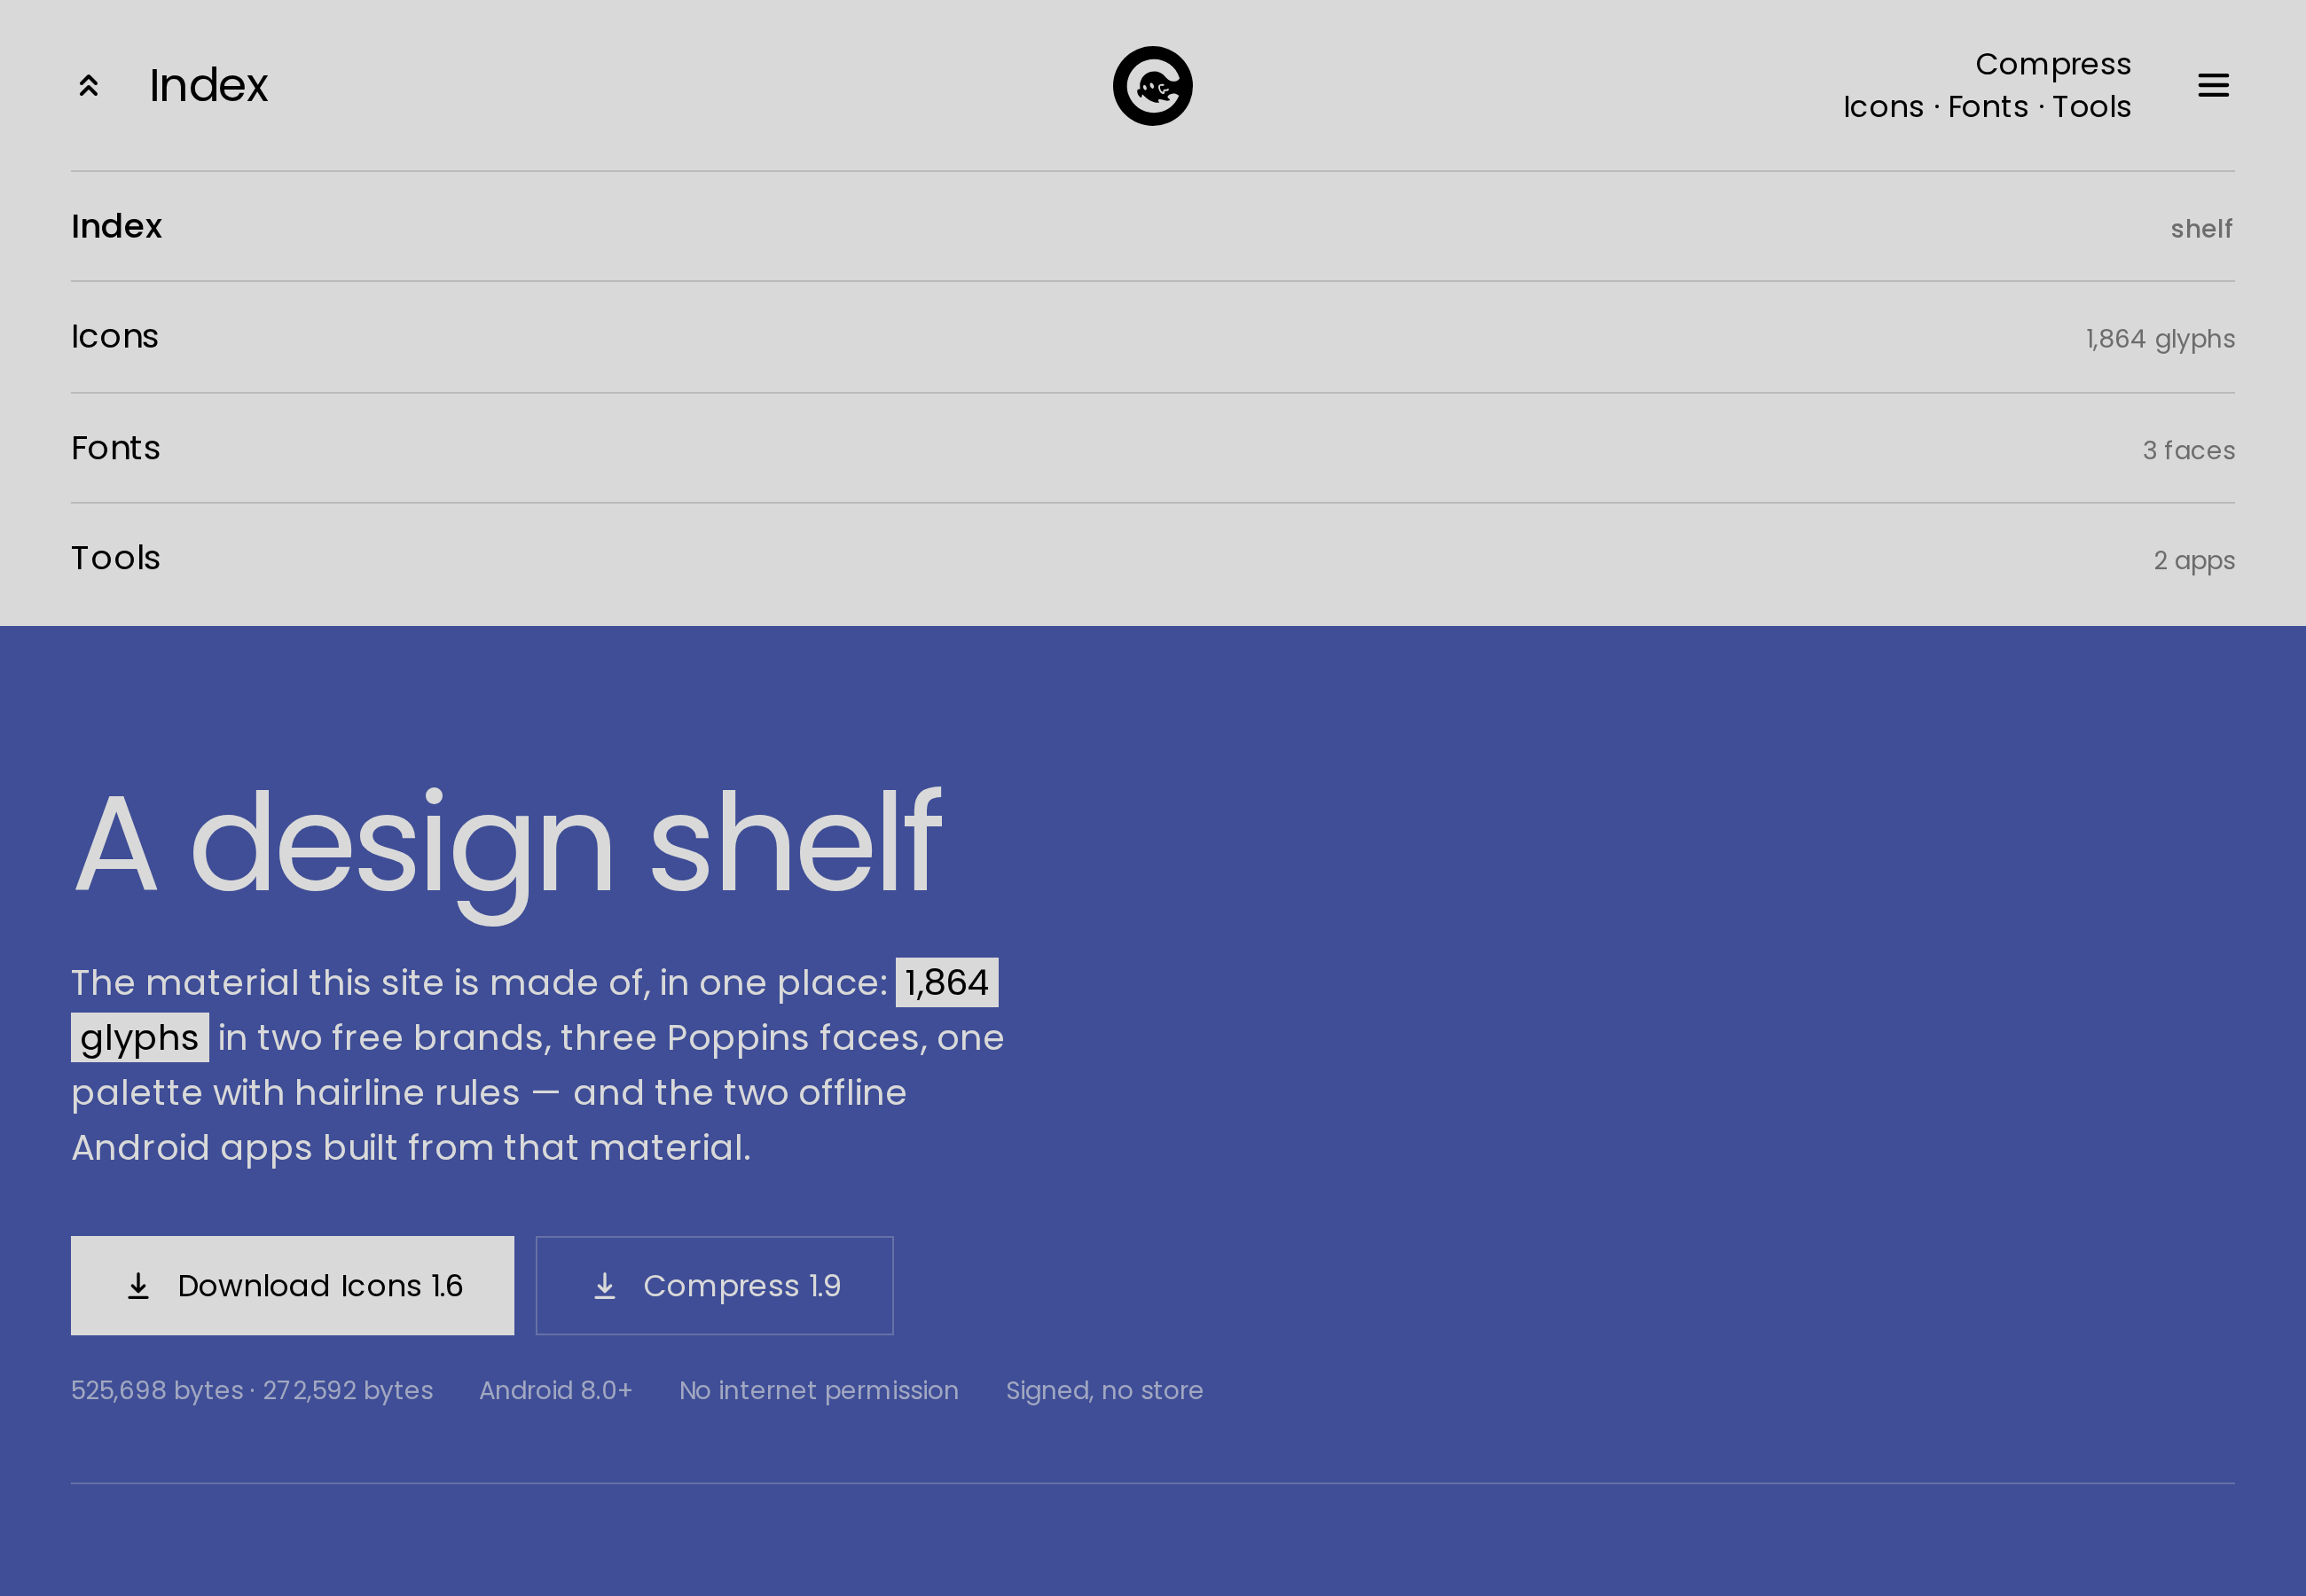 Index
Compress
Icons · Fonts · Tools
Index
shelf
Icons
1,864 glyphs
Fonts
3 faces
Tools
2 apps
A design shelf
The material this site is made of, in one place: 1,864
glyphs in two free brands, three Poppins faces, one
palette with hairline rules — and the two offline
Android apps built from that material.
Download Icons 1.6
Compress 1.9
525,698 bytes · 272,592 bytes
Android 8.0+
No internet permission
Signed, no store